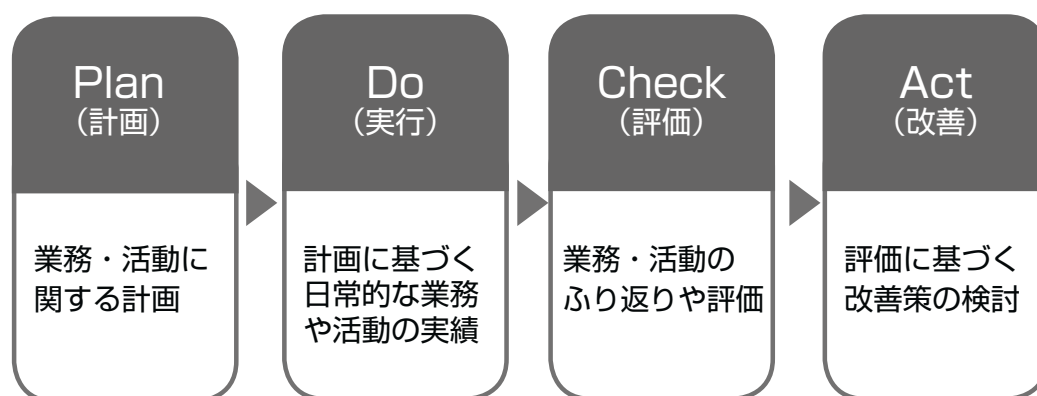 Plan
（計画）
業務・活動に
関する計画
Do
（実行）
計画に基づく
日常的な業務
や活動の実績
Check
（評価）
業務・活動の
ふり返りや評価
Act
（改善）
評価に基づく
改善策の検討